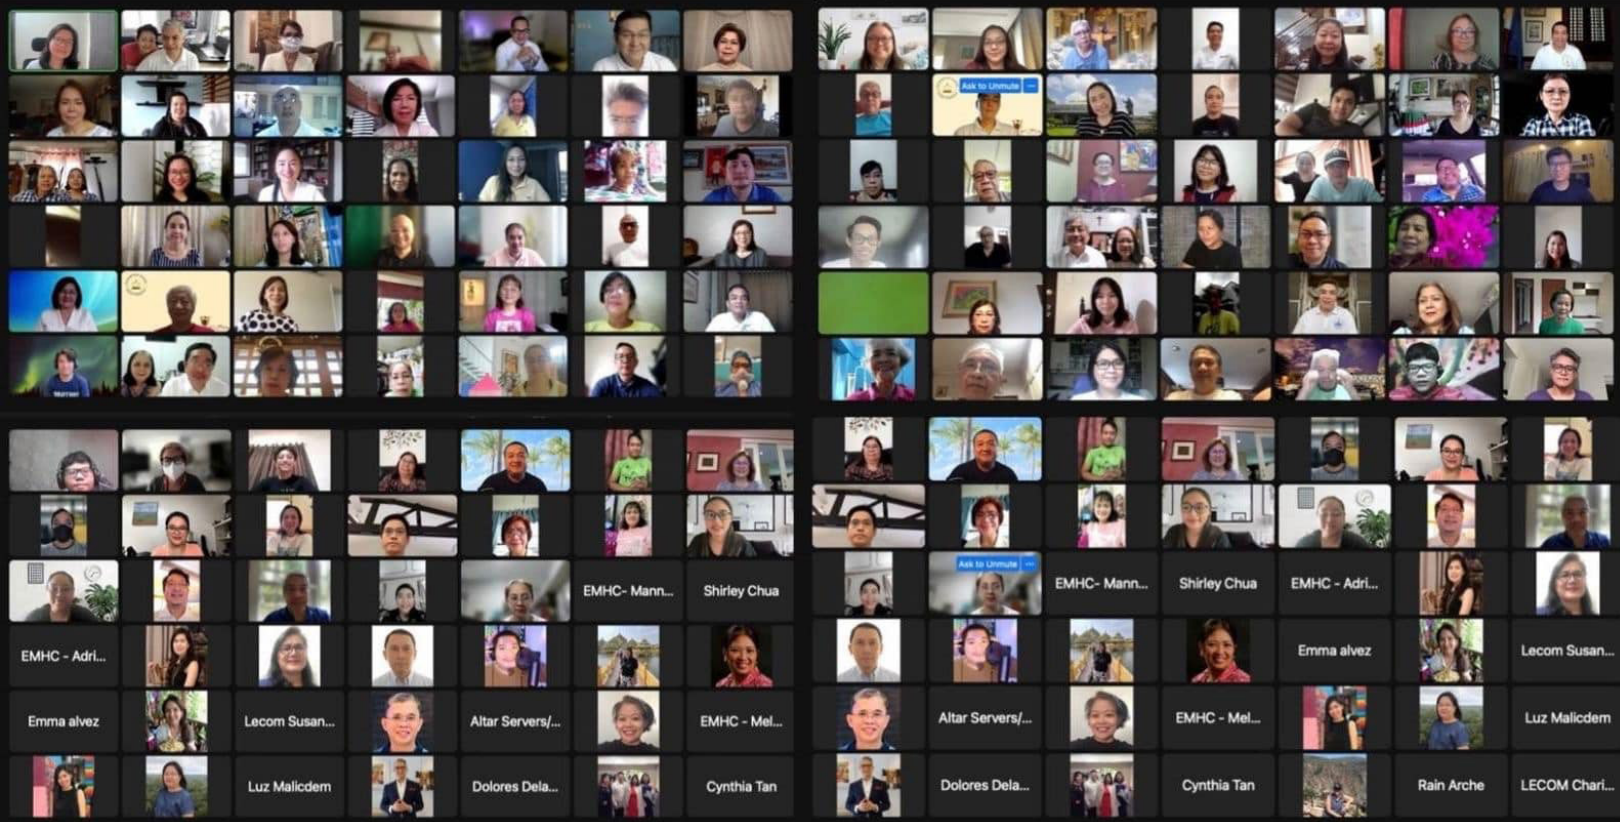 Ask to Unmute
EMHC- Mann...
Shirley Chua
EMHC - Adri...
Emma alvez
Lecom Susan...
Altar Servers/...
EMHC - Mel...
Luz Malicdem
Dolores Dela...
Cynthia Tan
Ask to Unmute
EMHC- Mann...
Shirley Chua
EMHC - Adri...
Emma alvez
Lecom Susan...
Altar Servers/...
EMHC - Mel...
Luz Malicdem
Dolores Dela...
Cynthia Tan
Rain Arche
LECOM Chari...